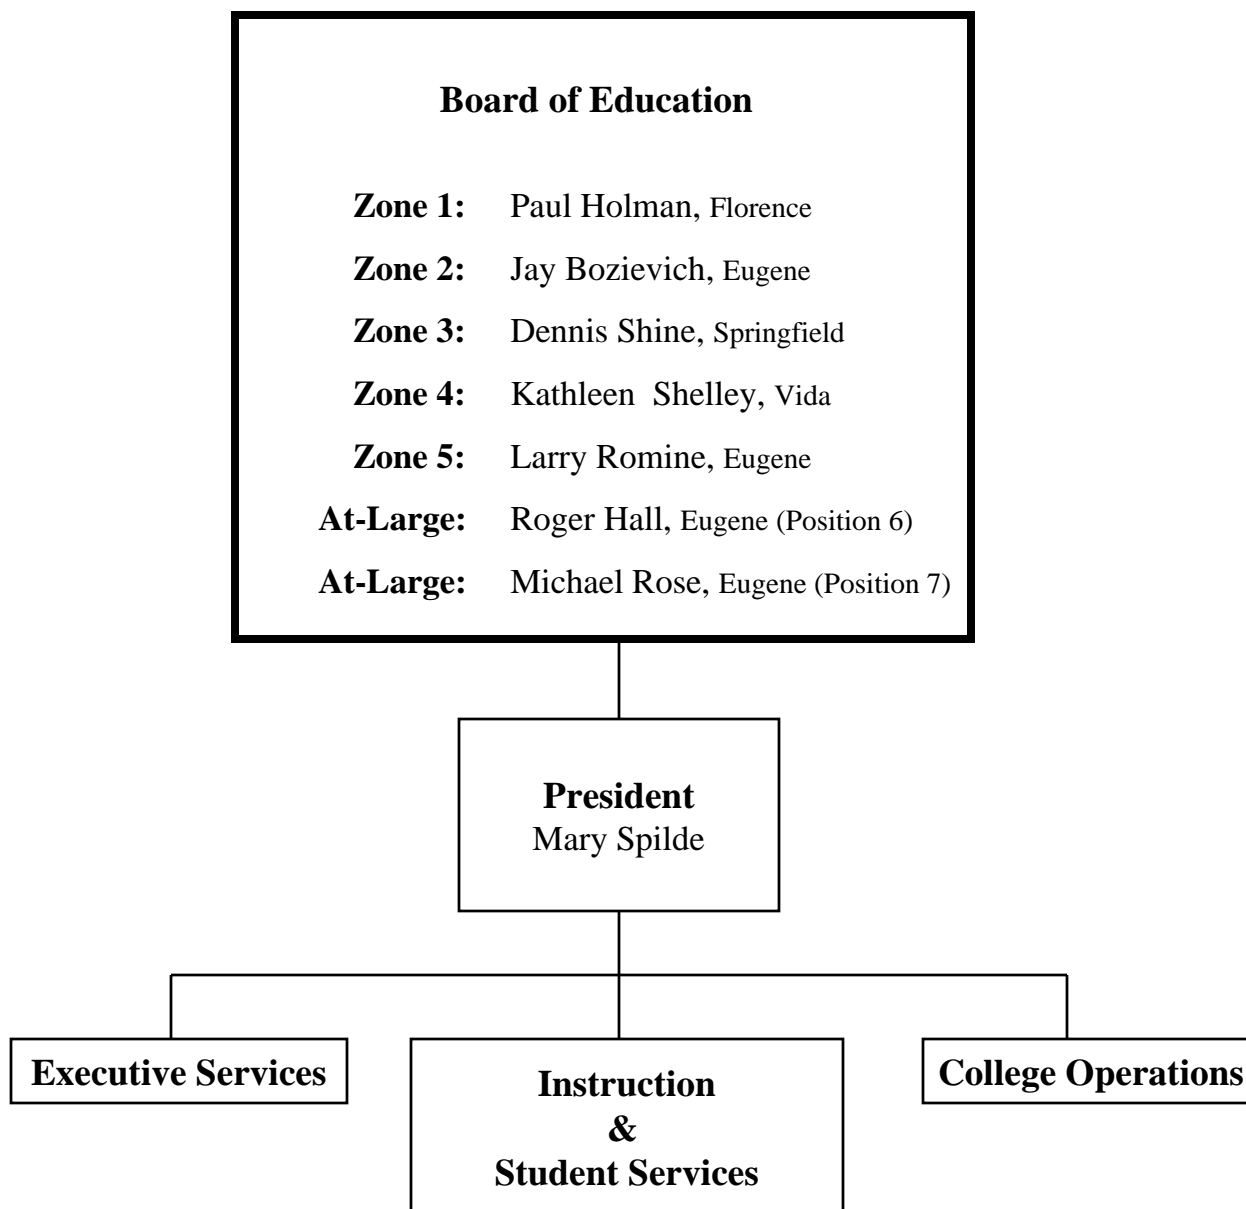 Board of Education
Zone 1: Paul Holman, Florence
Zone 2: Jay Bozievich, Eugene
Zone 3: Dennis Shine, Springfield
Zone 4: Kathleen  Shelley, Vida
Zone 5: Larry Romine, Eugene
At-Large: Roger Hall, Eugene (Position 6)
At-Large: Michael Rose, Eugene (Position 7)
President
Mary Spilde
Executive Services
Instruction
&
Student Services
College Operations